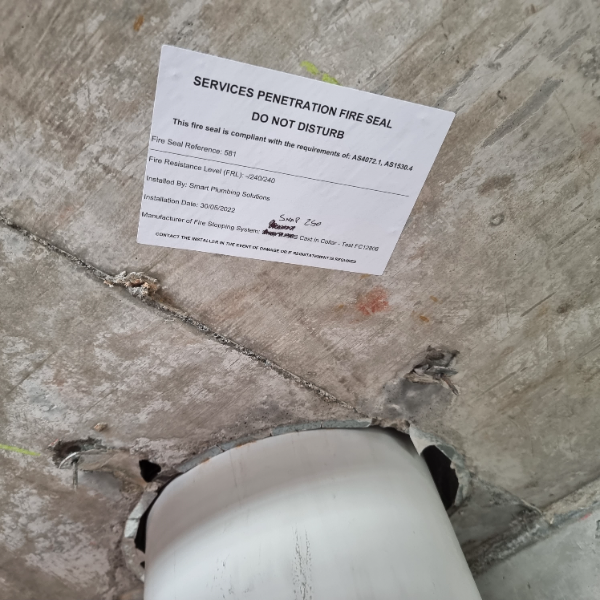 SERVICES PENETRATION FIRE SEAL
DO NOT DISTURB
This fire seal is compliant with the requirements of: AS4072.1, AS1530.4
Fire Seal Reference: 581
Fire Resistance Level (FRL): -/240/240
Installed By: Smart Plumbing Solutions
Installation Date: 30/05/2022
SNAP 250
Manufacturer of Fire Stopping System: Cast in Collar - Test FC12808
CONTACT THE INSTALLER IN THE EVENT OF DAMAGE OR IF REINSTATEMENT IS REQUIRED